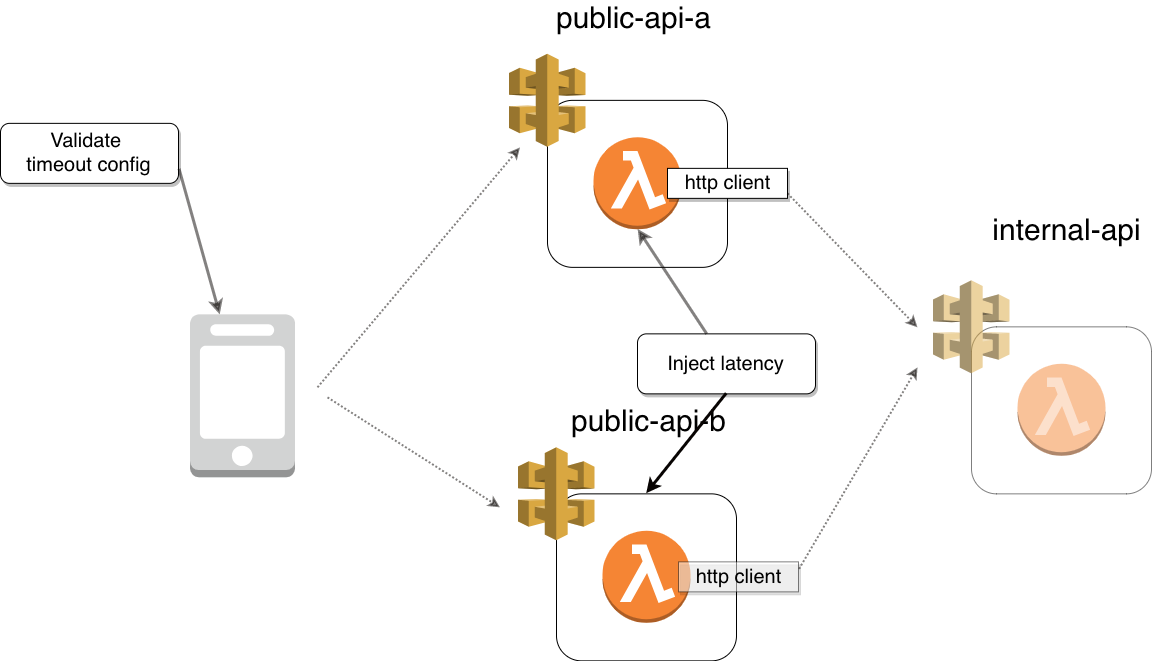 public-api-a
Validate
timeout config
http client
internal-api
Inject latency
public-api-b
http client